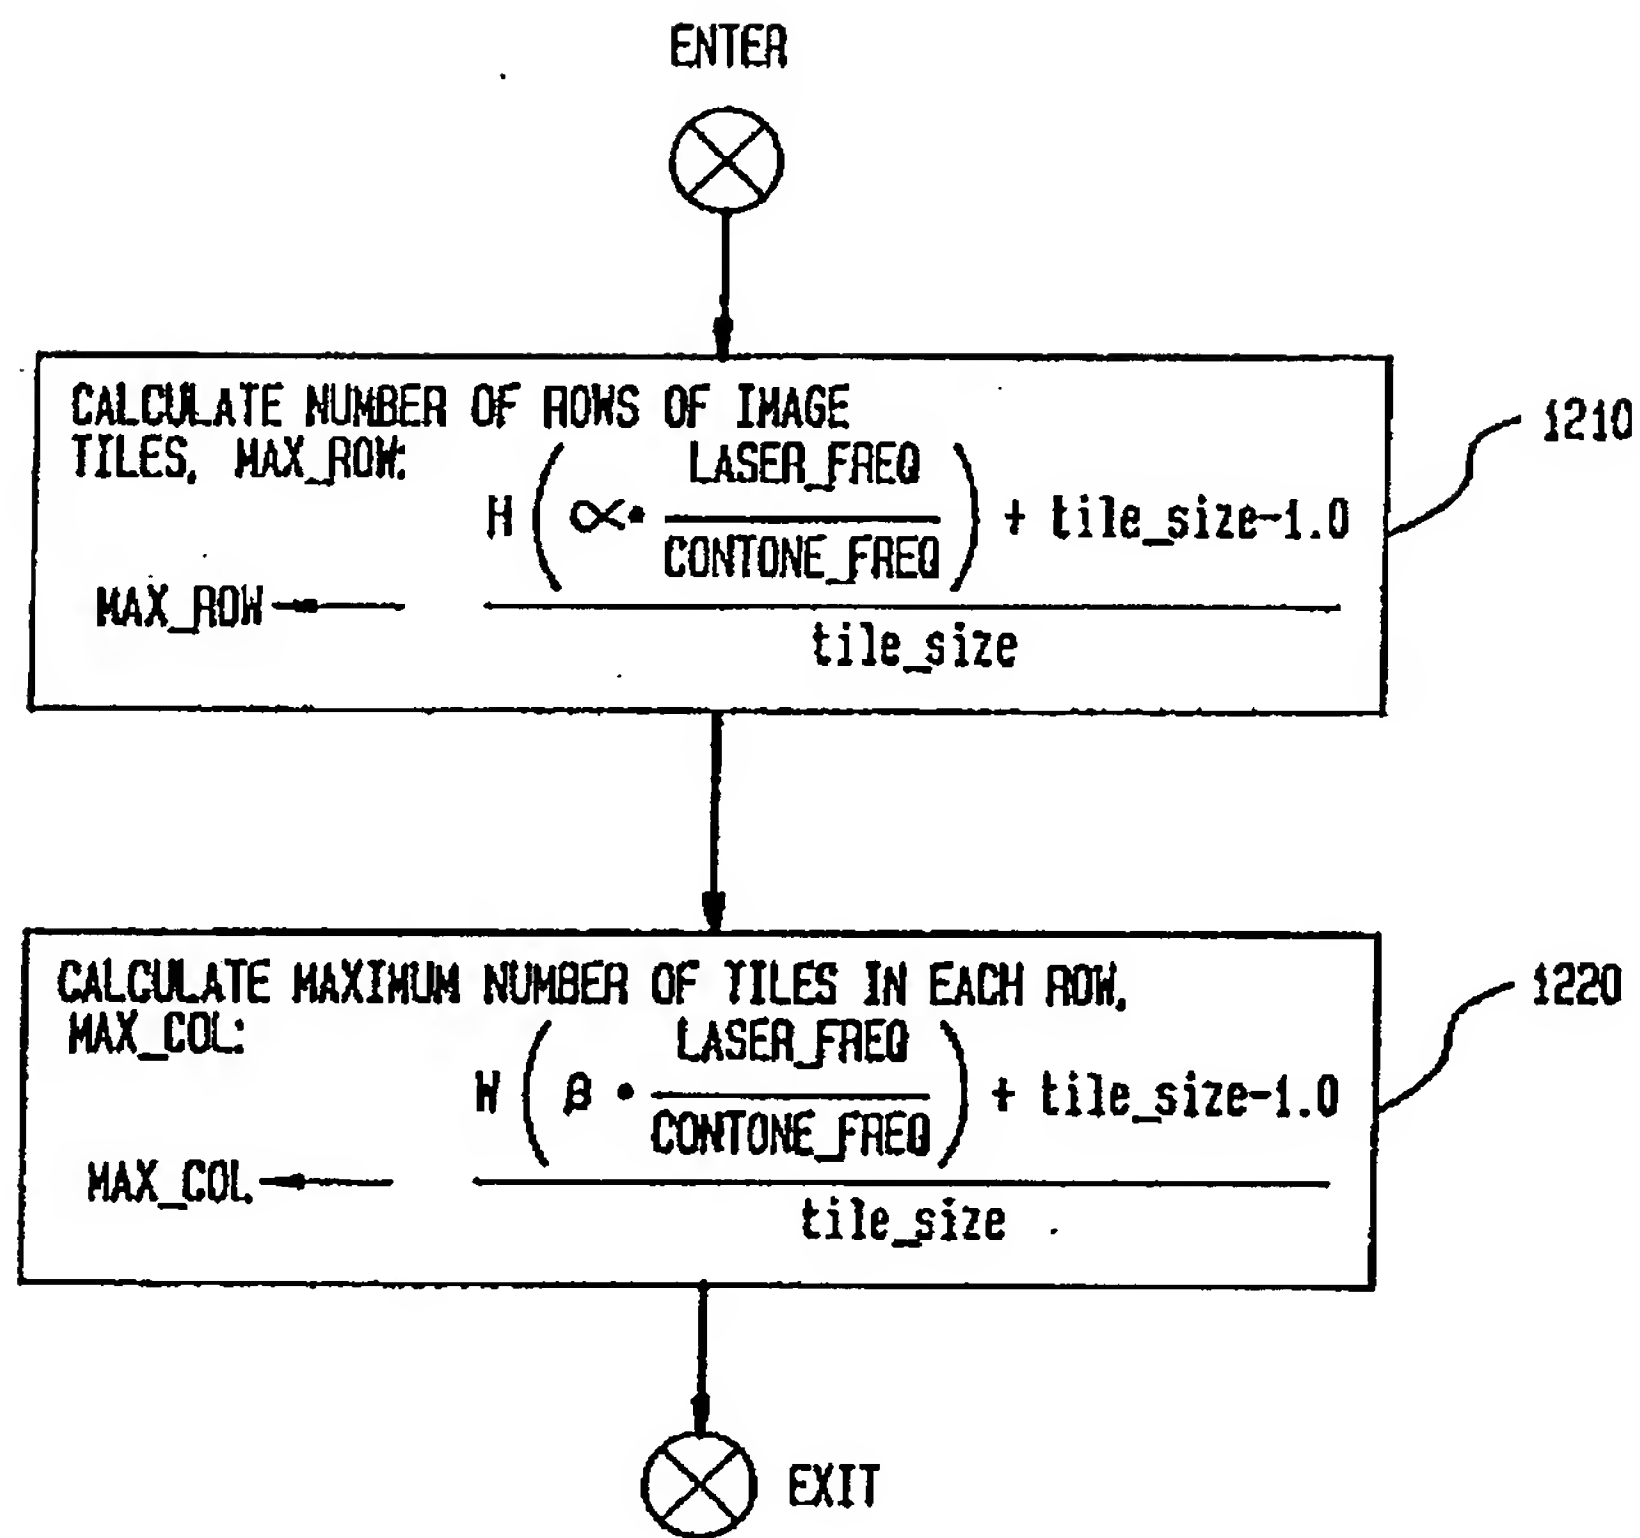 ENTER
CALCULATE NUMBER OF ROWS OF IMAGE
TILES, MAX_ROW:
LASER_FREQ
H ( ∝• ) + tile_size-1.0
CONTONE_FREQ
MAX_ROW ←
tile_size
1210
CALCULATE MAXIMUM NUMBER OF TILES IN EACH ROW,
MAX_COL:
LASER_FREQ
W ( β • ) + tile_size-1.0
CONTONE_FREQ
MAX_COL ←
tile_size
1220
EXIT